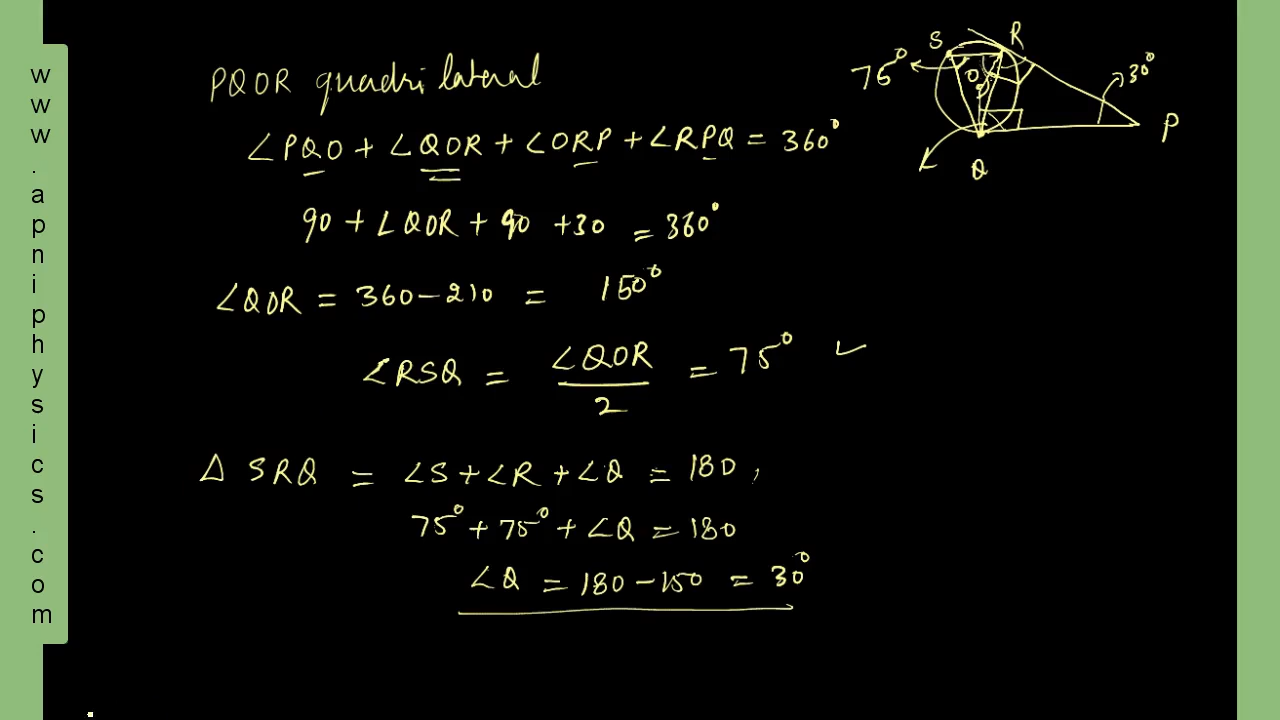 www.apniphysics.com
PQOR quadrilateral
∠PQO + ∠QOR + ∠ORP + ∠RPQ = 360°
90 + ∠QOR + 90 + 30 = 360°
∠QOR = 360 - 210 = 150°
∠RSQ = ∠QOR / 2 = 75° ✓
Δ SRQ = ∠S + ∠R + ∠Q = 180,
75° + 75° + ∠Q = 180
∠Q = 180 - 150 = 30°
S R
75° O 30°
P
Q